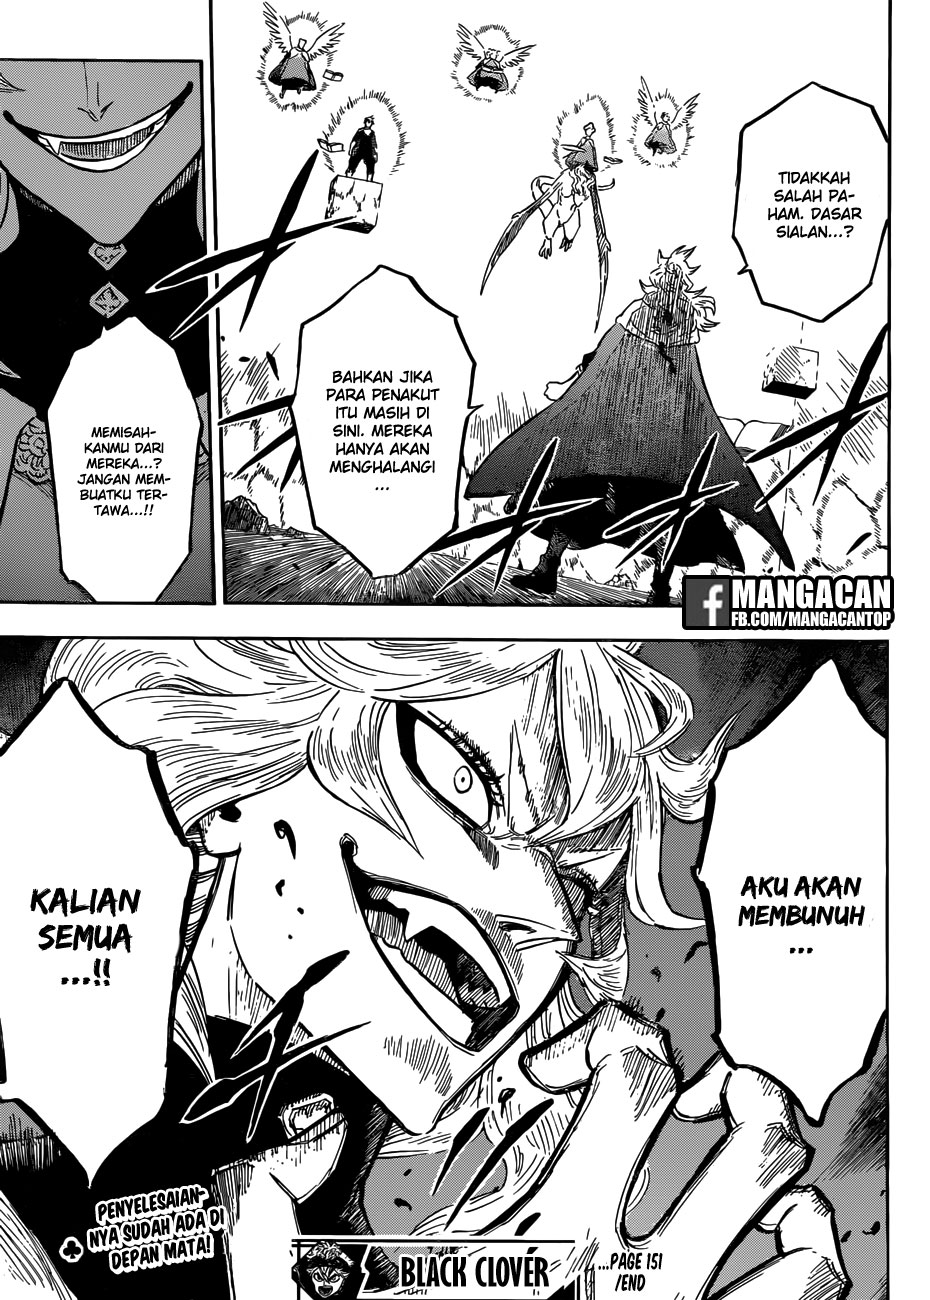 TIDAKKAH
SALAH PA-
HAM. DASAR
SIALAN...?
BAHKAN JIKA
PARA PENAKUT
ITU MASIH DI
SINI. MEREKA
HANYA AKAN
MENGHALANGI
...
MEMISAH-
KANMU DARI
MEREKA...?
JANGAN MEM-
BUATKU TER-
TAWA...!!
f MANGACAN
FB.COM/MANGACANTOP
AKU AKAN
MEMBUNUH
...
KALIAN
SEMUA
...!!
PENYELESAIAN-
NYA SUDAH ADA DI
DEPAN MATA!
BLACK CLOVER
...PAGE 151
/END